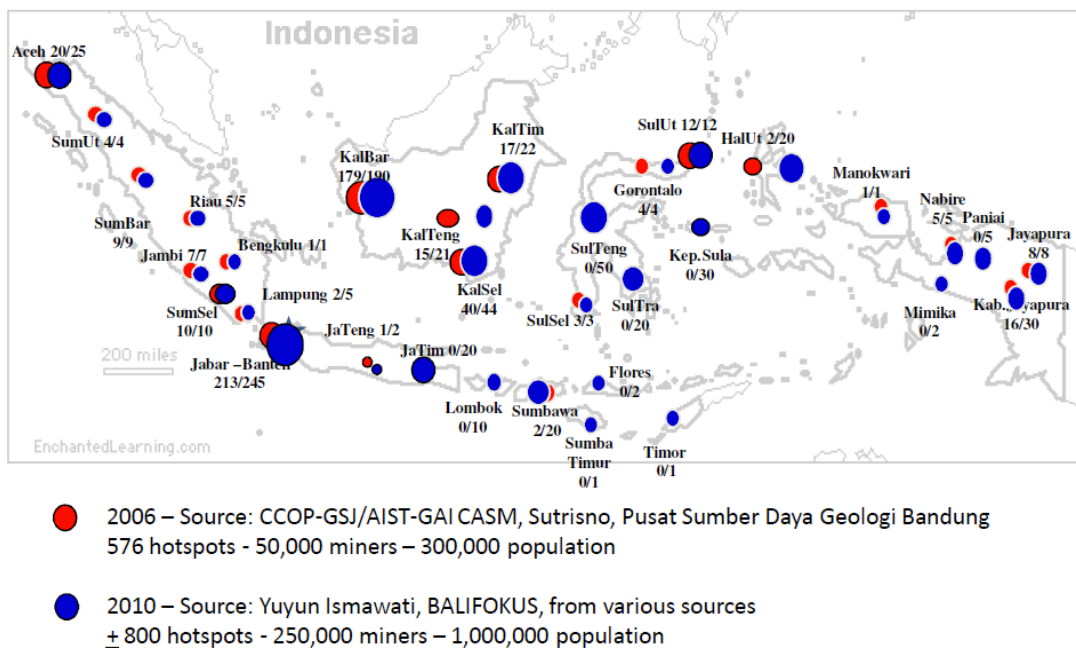 Indonesia
Aceh 20/25
SumUt 4/4
SumBar
9/9
Riau 5/5
Jambi 7/7
Bengkulu 1/1
SumSel
10/10
Lampung 2/5
Jabar –Banten
213/245
JaTeng 1/2
JaTim 0/20
KalBar
179/190
KalTim
17/22
KalTeng
15/21
KalSel
40/44
SulUt 12/12
HalUt 2/20
Gorontalo
4/4
SulTeng
0/50
Kep.Sula
0/30
SulTra
0/20
SulSel 3/3
Lombok
0/10
Sumbawa
2/20
Flores
0/2
Sumba
Timur
0/1
Timor
0/1
Manokwari
1/1
Nabire
5/5
Paniai
0/5
Jayapura
8/8
Mimika
0/2
Kab.Jayapura
16/30
200 miles
EnchantedLearning.com
2006 – Source: CCOP-GSJ/AIST-GAI CASM, Sutrisno, Pusat Sumber Daya Geologi Bandung
576 hotspots - 50,000 miners – 300,000 population
2010 – Source: Yuyun Ismawati, BALIFOKUS, from various sources
+ 800 hotspots - 250,000 miners – 1,000,000 population